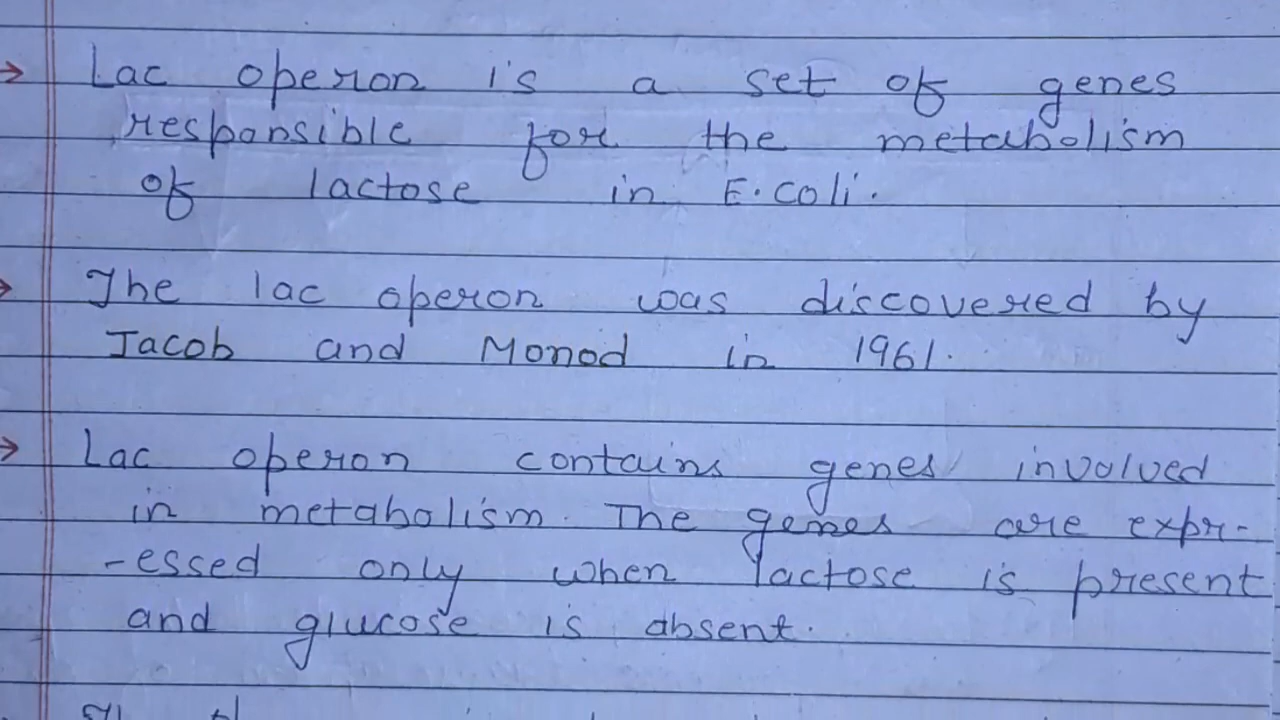 → Lac operon is a set of genes
responsible for the metabolism
of lactose in E.coli.
→ The lac operon was discovered by
Jacob and Monod in 1961.
→ Lac operon contains genes involved
in metabolism. The genes are expr-
-essed only when lactose is present
and glucose is absent.